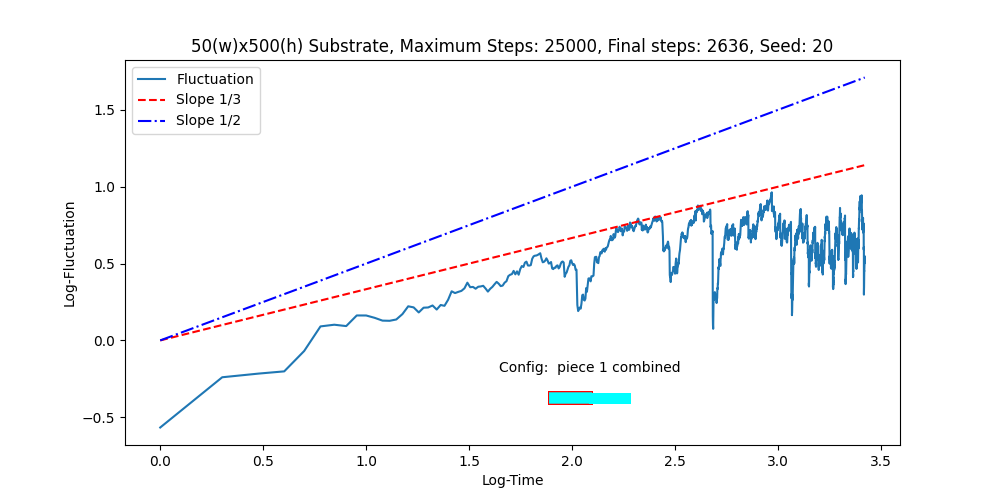 50(w)x500(h) Substrate, Maximum Steps: 25000, Final steps: 2636, Seed: 20
Fluctuation
Slope 1/3
Slope 1/2
1.5
1.0
0.5
0.0
−0.5
Log-Fluctuation
Config:  piece 1 combined
0.0 0.5 1.0 1.5 2.0 2.5 3.0 3.5
Log-Time